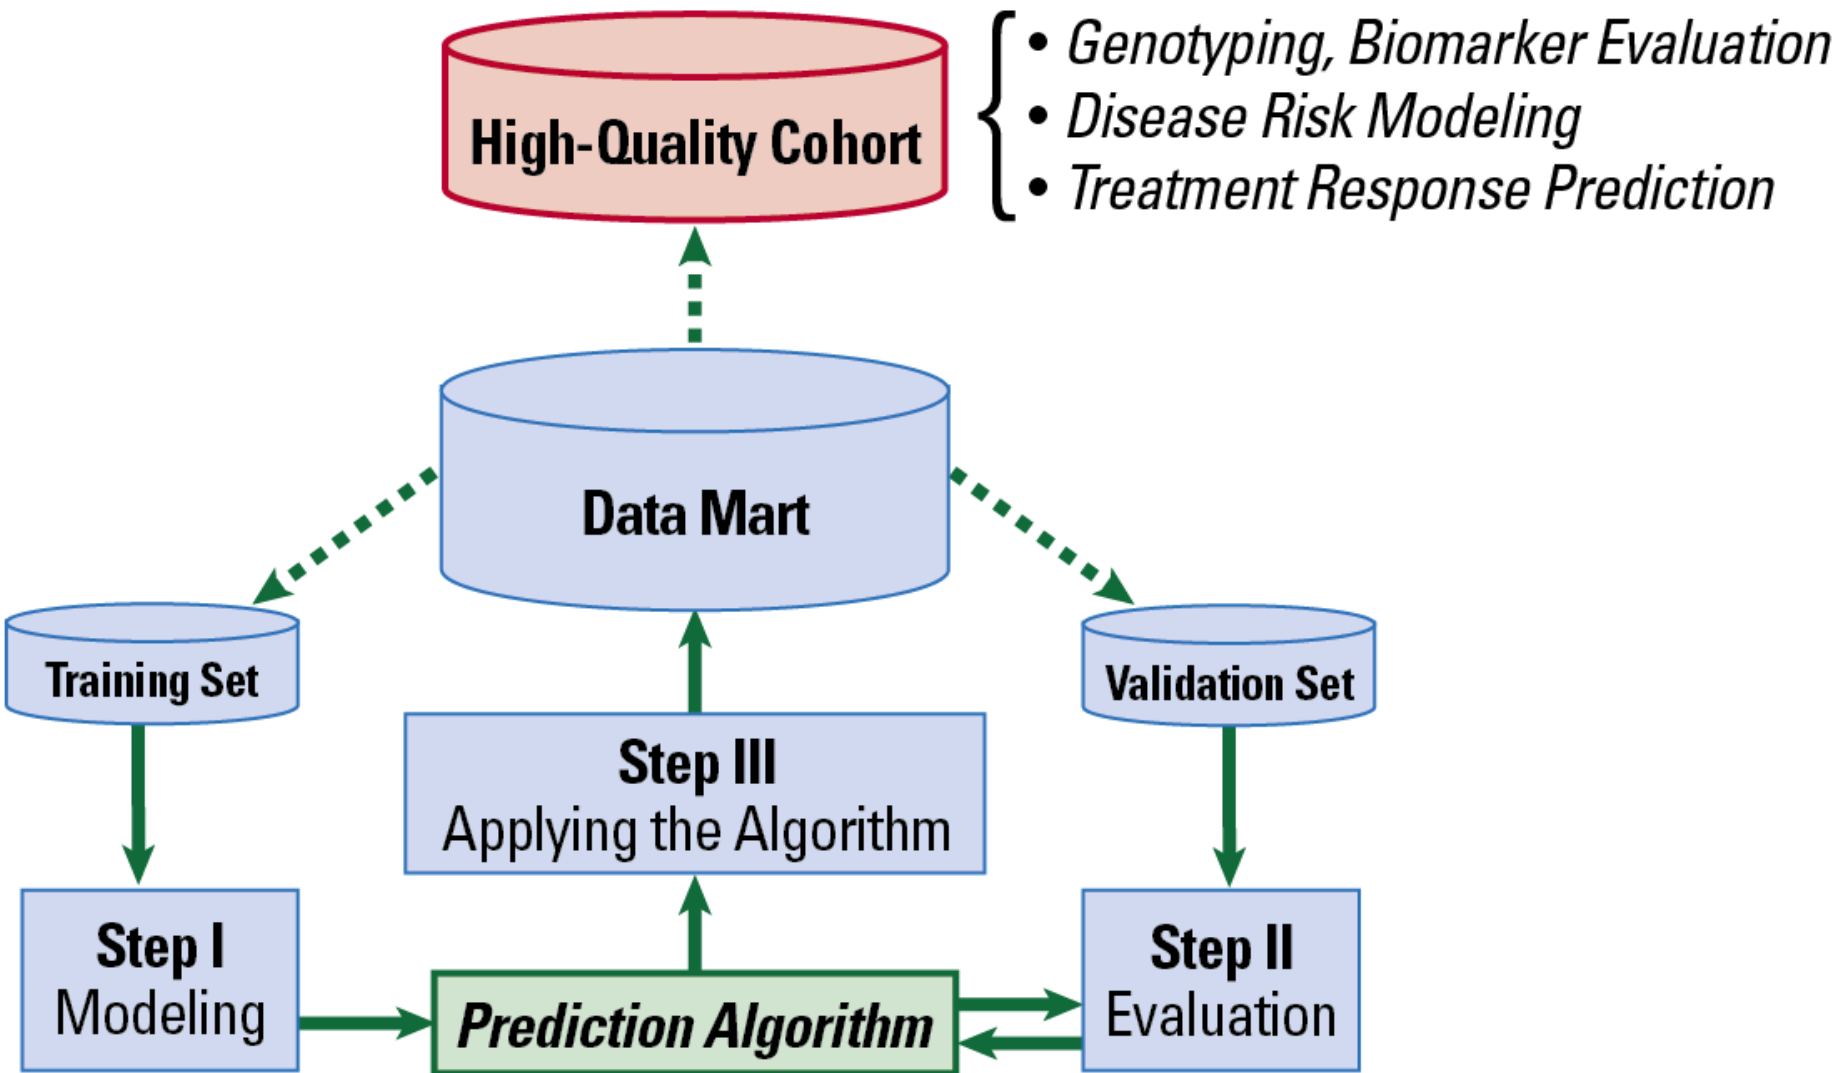 High-Quality Cohort
• Genotyping, Biomarker Evaluation
• Disease Risk Modeling
• Treatment Response Prediction
Data Mart
Training Set
Validation Set
Step III
Applying the Algorithm
Step I
Modeling
Prediction Algorithm
Step II
Evaluation